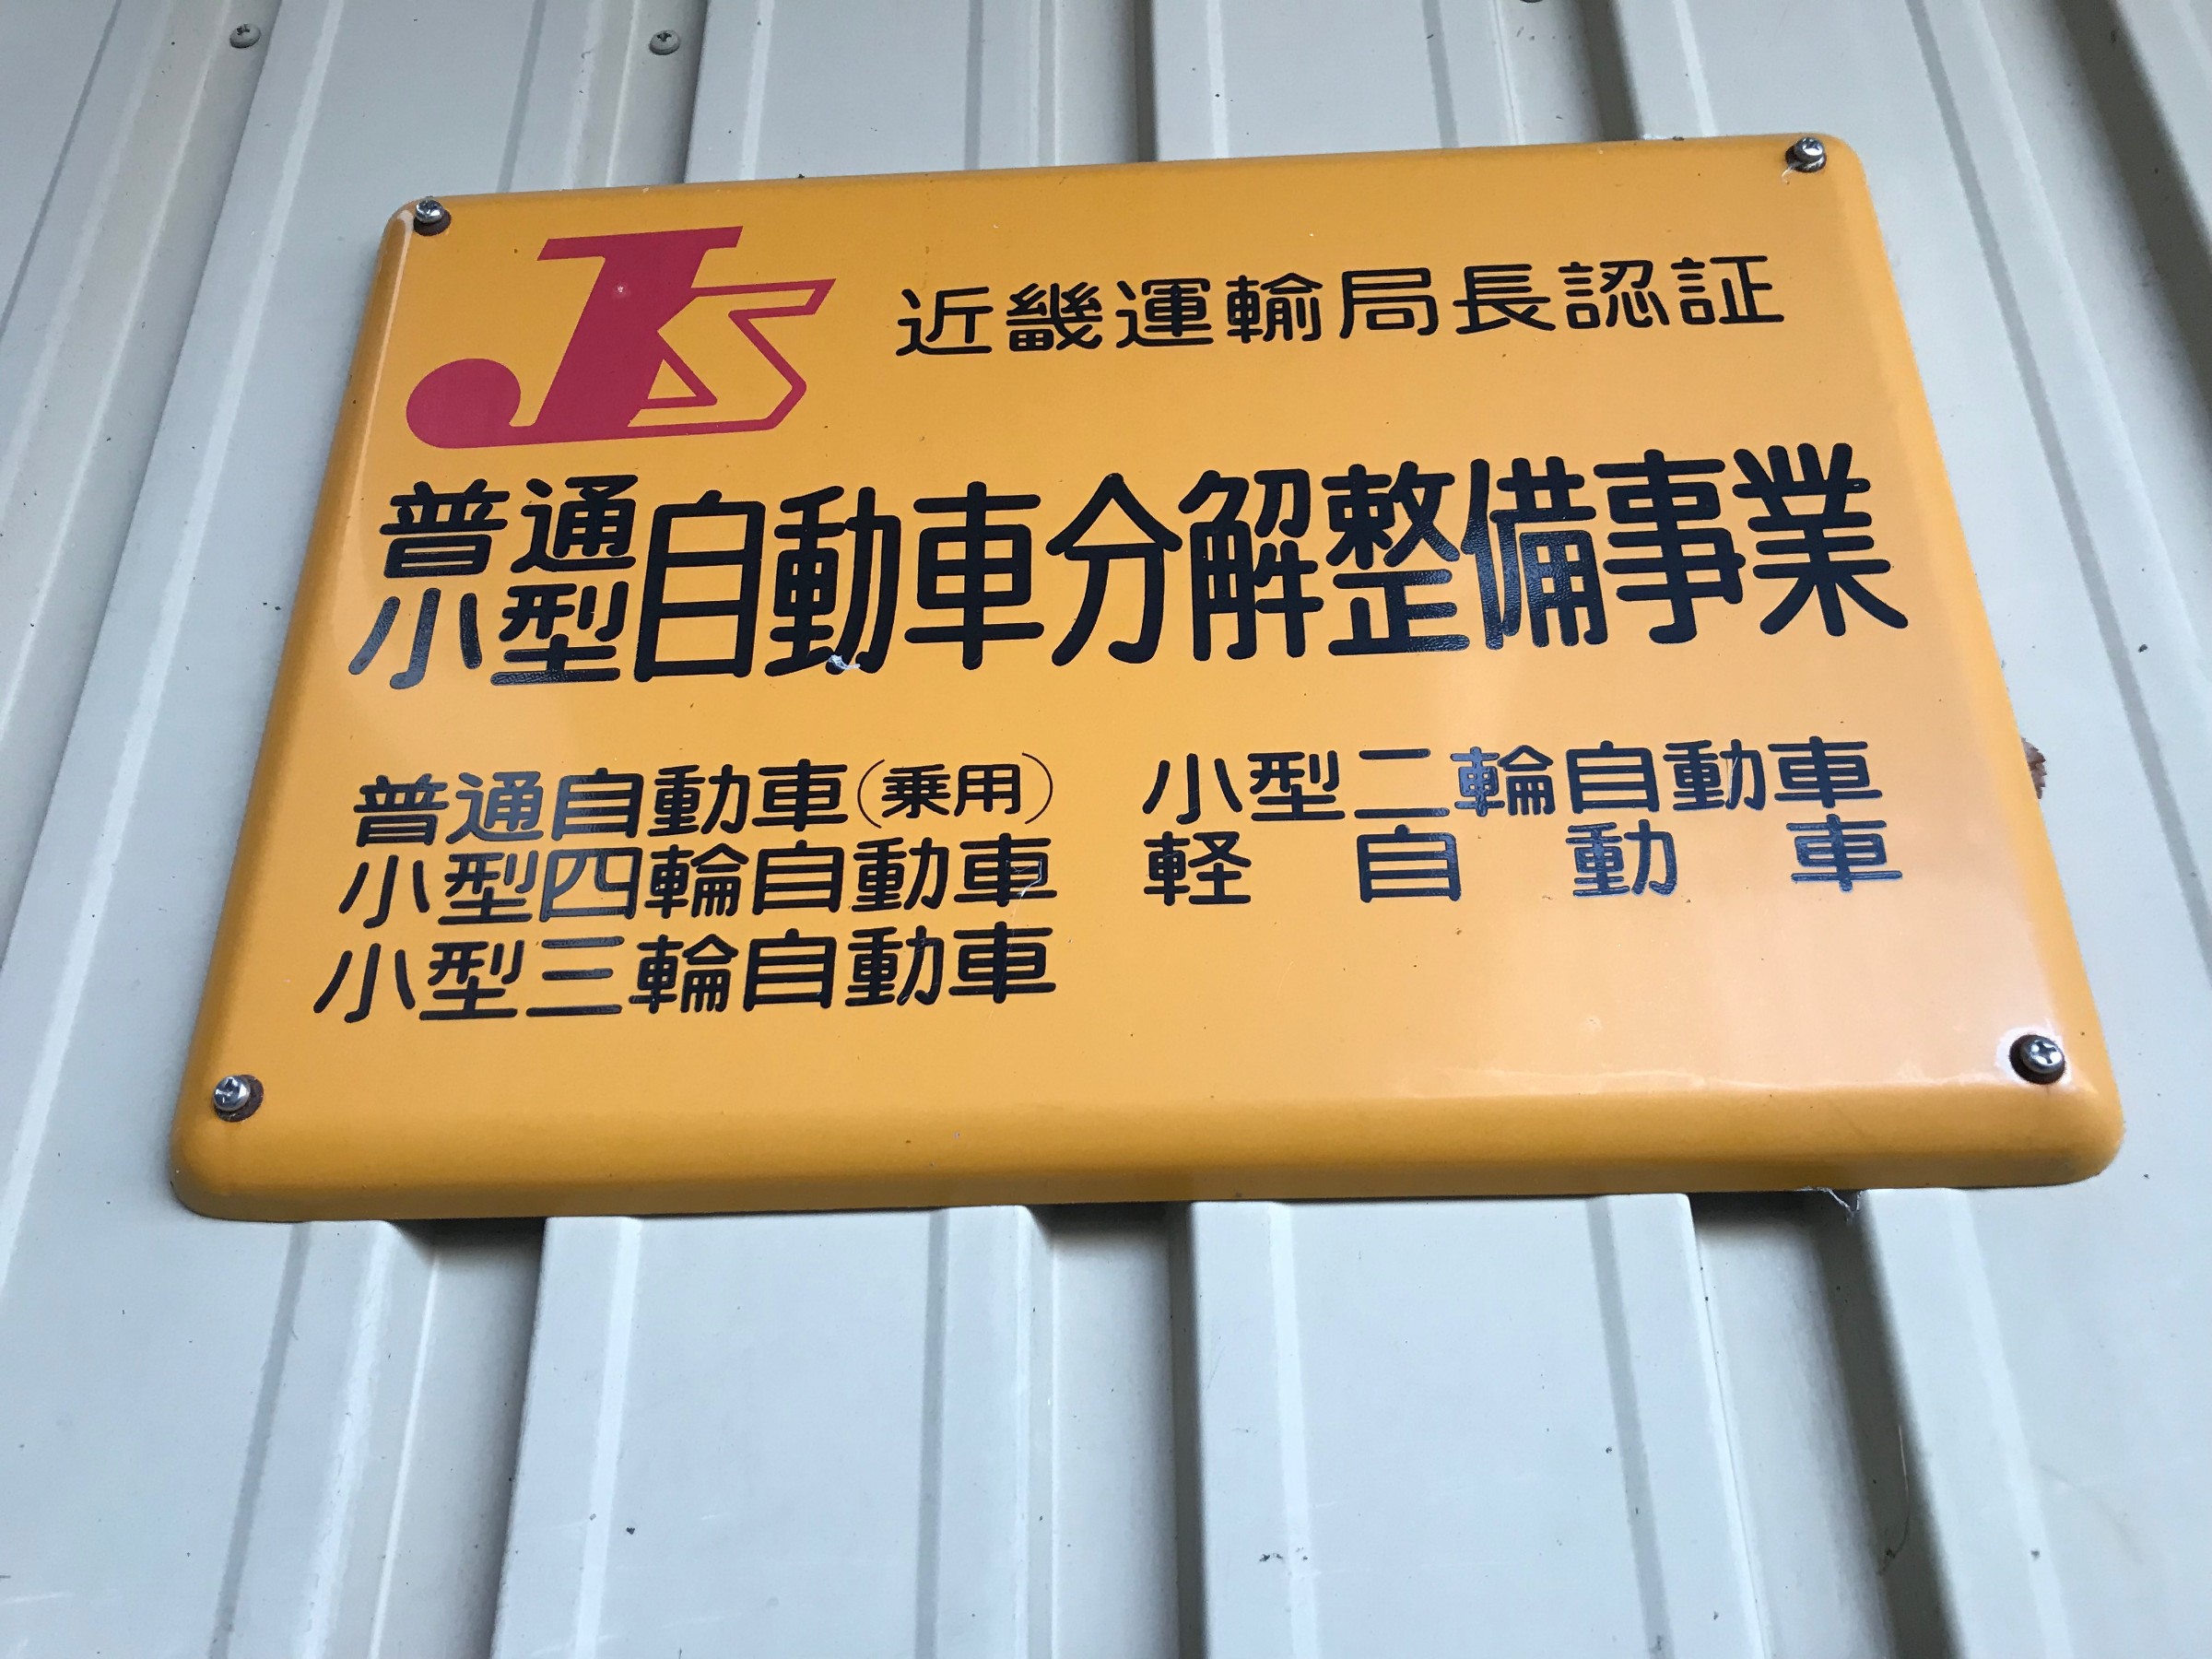 JS 近畿運輸局長認証
普通
小型自動車分解整備事業
普通自動車(乗用) 小型二輪自動車
小型四輪自動車 軽自動車
小型三輪自動車